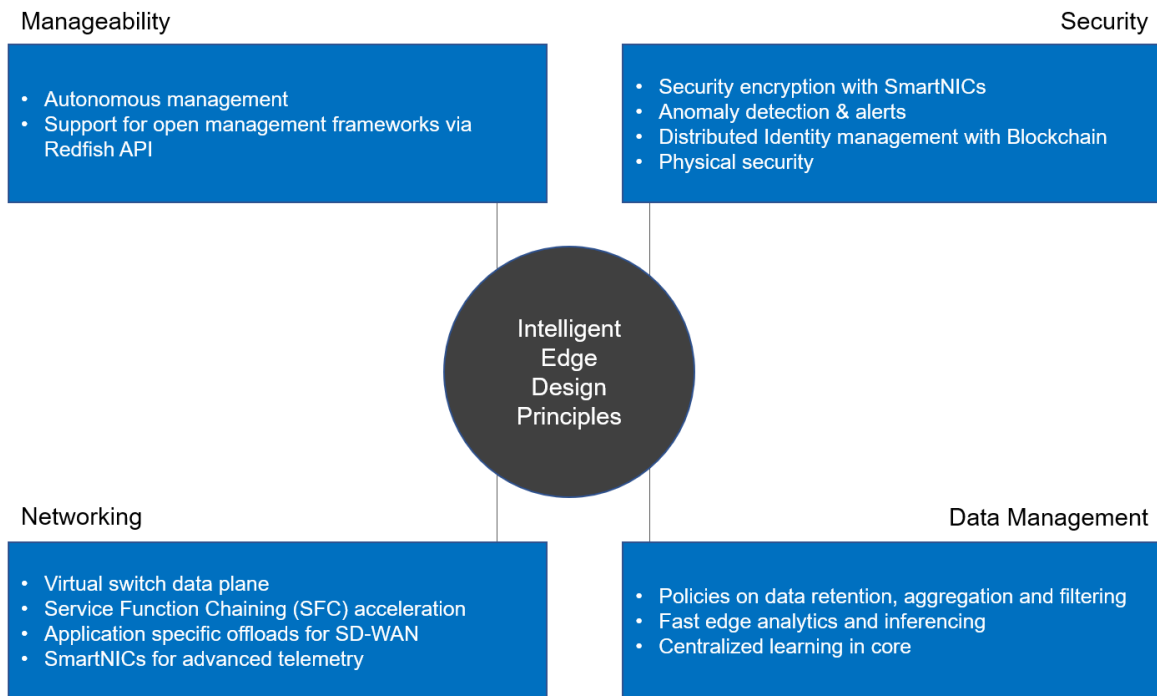 Manageability
• Autonomous management
• Support for open management frameworks via
Redfish API
Security
• Security encryption with SmartNICs
• Anomaly detection & alerts
• Distributed Identity management with Blockchain
• Physical security
Intelligent
Edge
Design
Principles
Networking
• Virtual switch data plane
• Service Function Chaining (SFC) acceleration
• Application specific offloads for SD-WAN
• SmartNICs for advanced telemetry
Data Management
• Policies on data retention, aggregation and filtering
• Fast edge analytics and inferencing
• Centralized learning in core